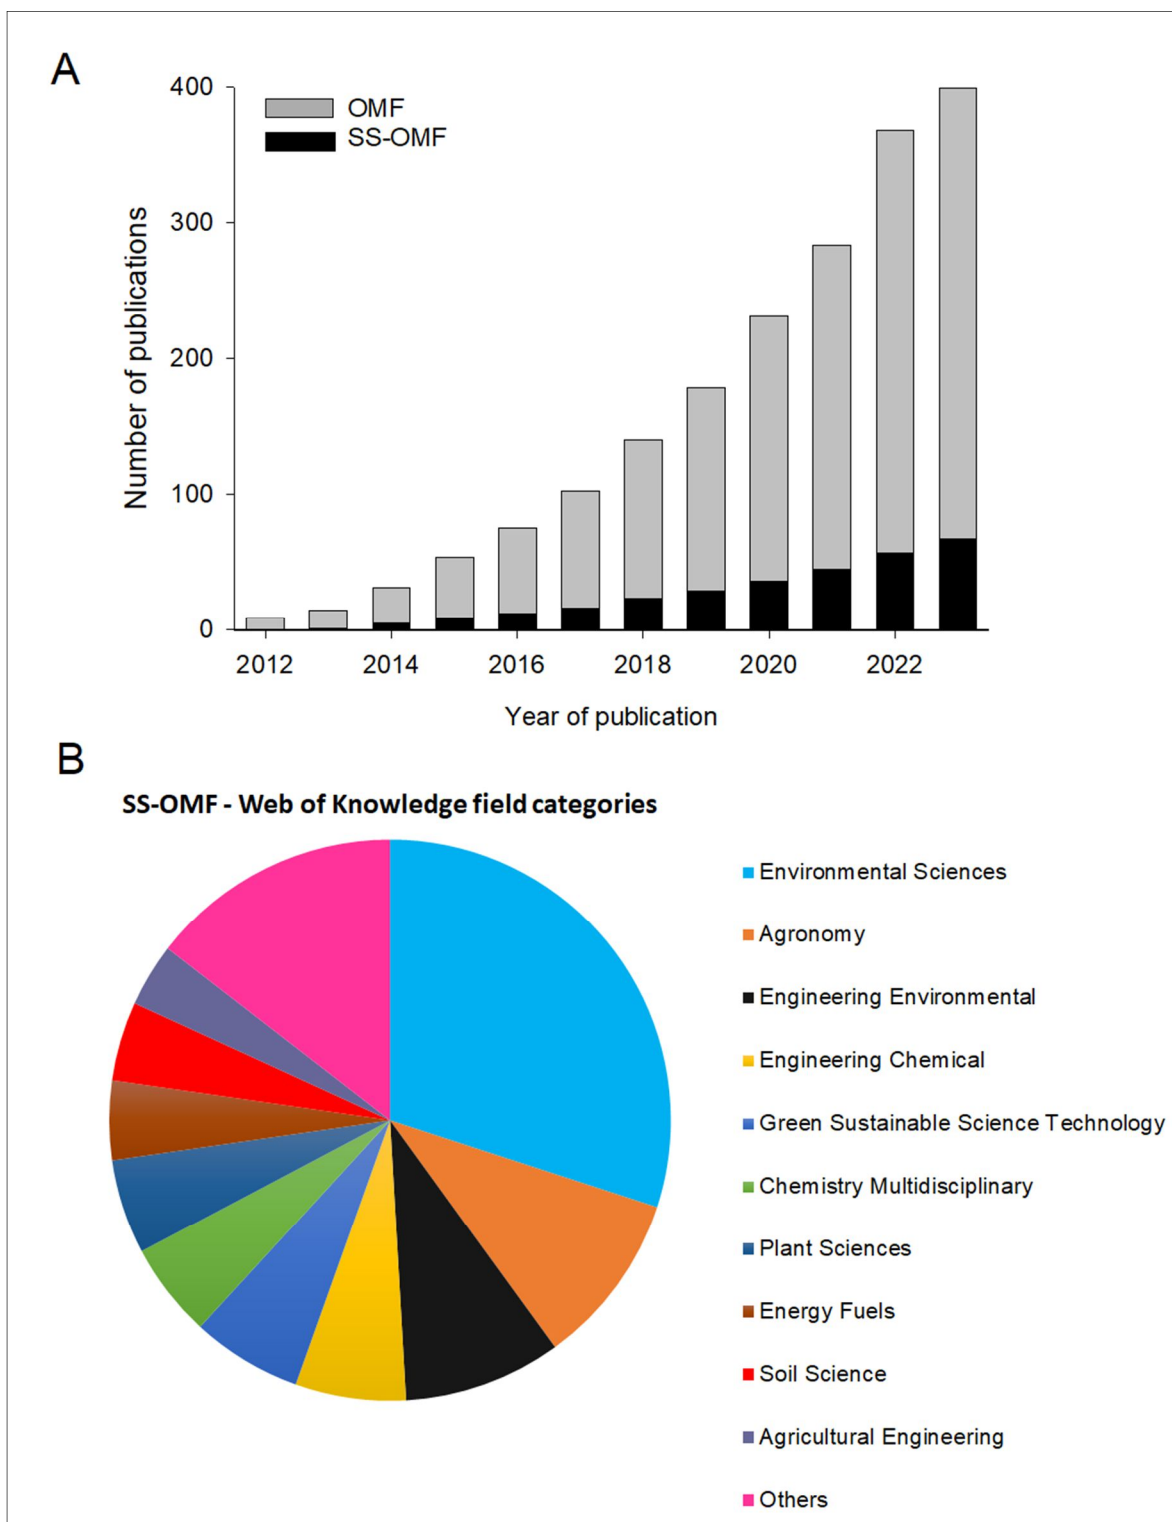 A
400
300
200
100
0
Number of publications
OMF
SS-OMF
2012
2014
2016
2018
2020
2022
Year of publication
B
SS-OMF - Web of Knowledge field categories
Environmental Sciences
Agronomy
Engineering Environmental
Engineering Chemical
Green Sustainable Science Technology
Chemistry Multidisciplinary
Plant Sciences
Energy Fuels
Soil Science
Agricultural Engineering
Others